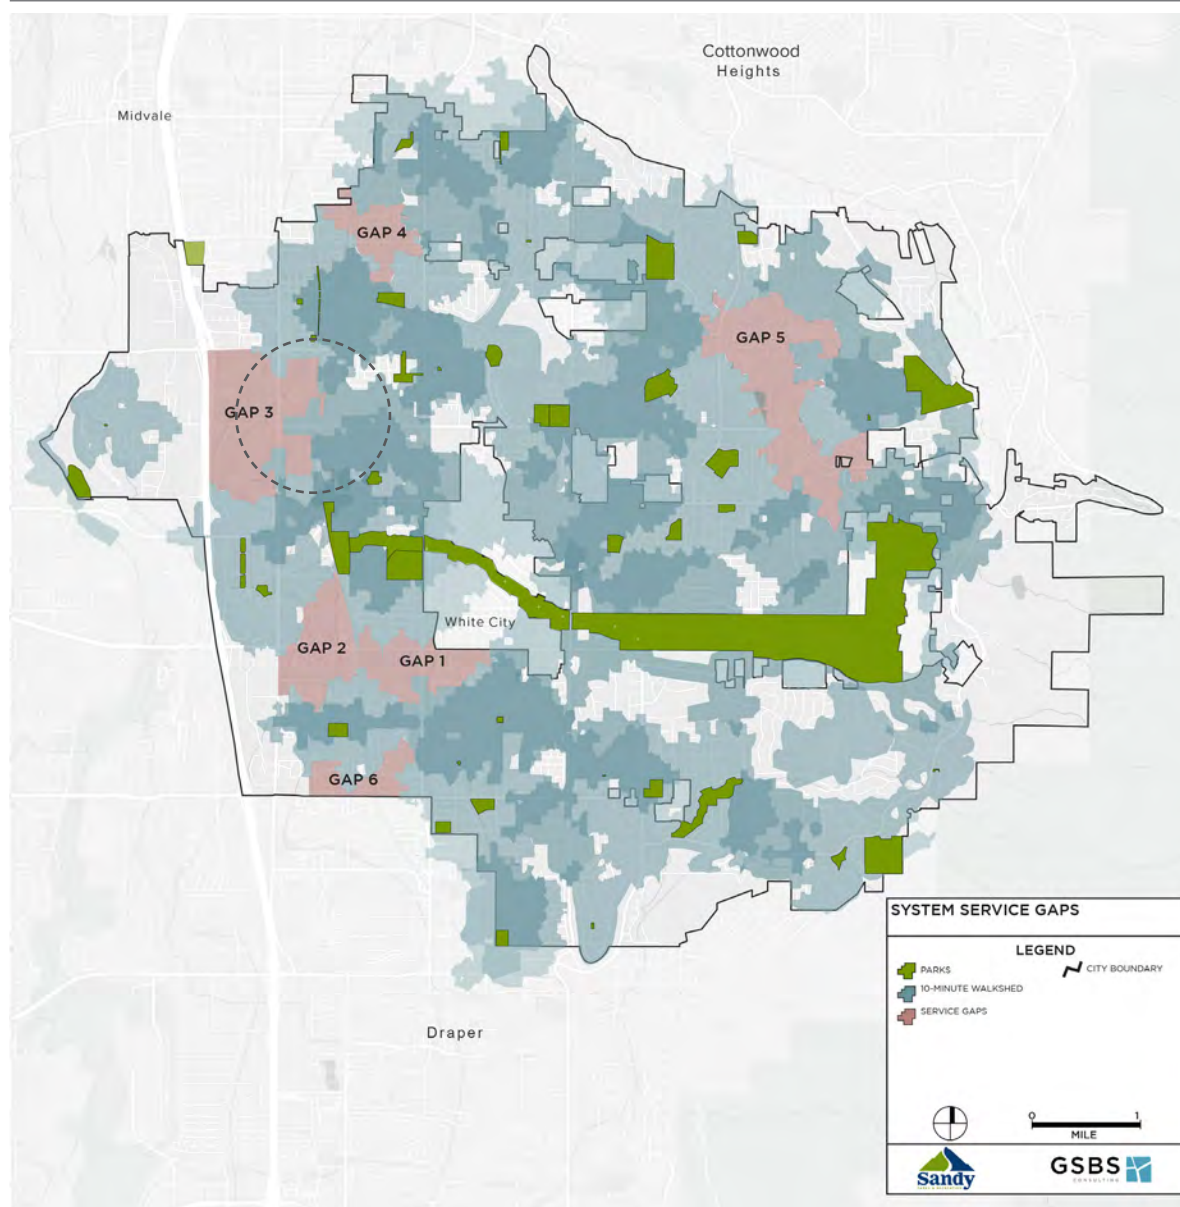 Cottonwood
Heights
Midvale
GAP 4
GAP 5
GAP 3
White City
GAP 2
GAP 1
GAP 6
Draper
SYSTEM SERVICE GAPS
LEGEND
PARKS
CITY BOUNDARY
10-MINUTE WALKSHED
SERVICE GAPS
0 1
MILE
Sandy
GSBS
CONSULTING